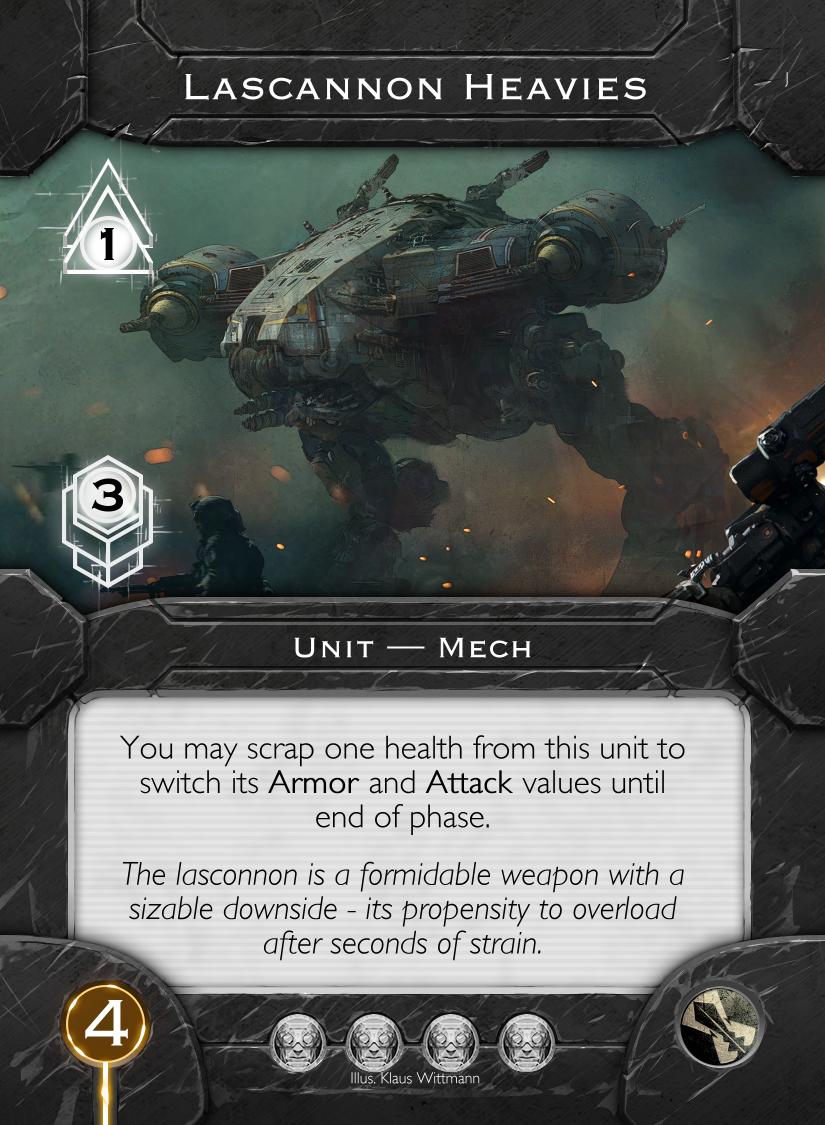 Lascannon Heavies
1
3
Unit — Mech
You may scrap one health from this unit to
switch its Armor and Attack values until
end of phase.
The lasconnon is a formidable weapon with a
sizable downside - its propensity to overload
after seconds of strain.
4
Illus. Klaus Wittmann